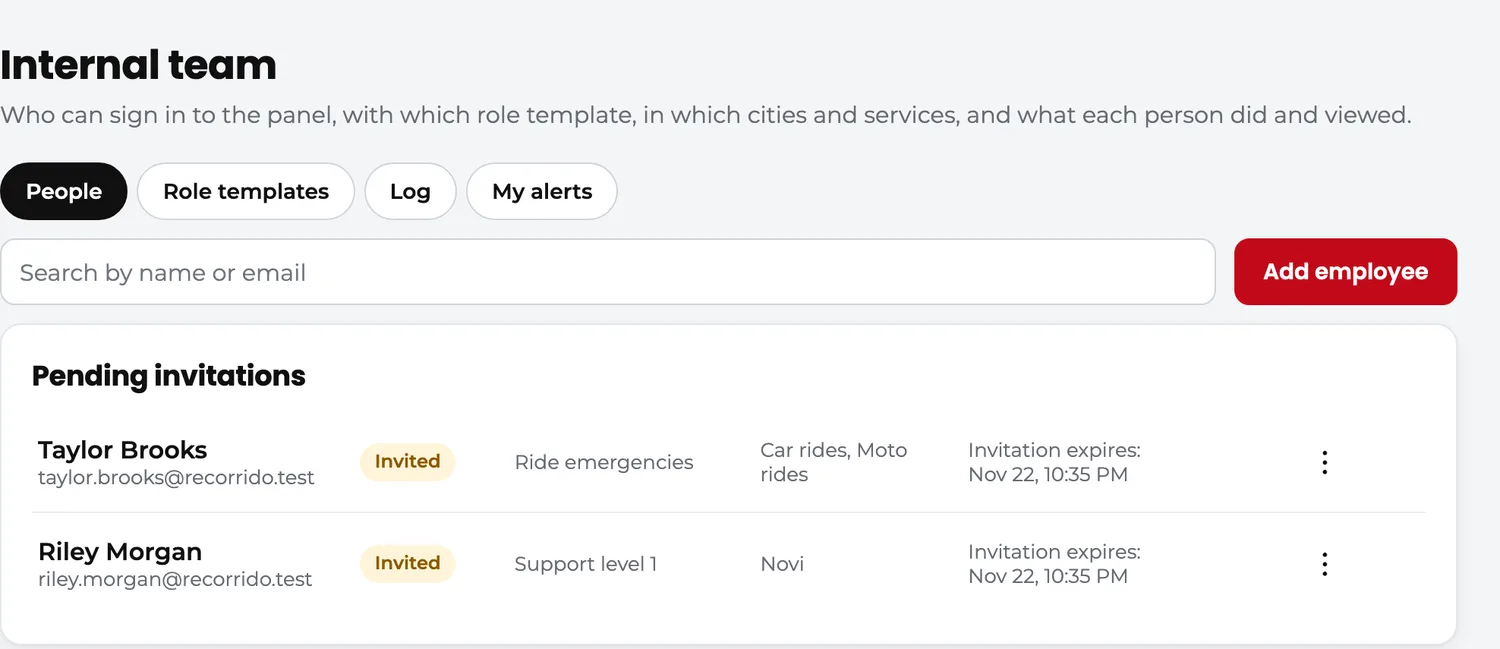 Internal team
Who can sign in to the panel, with which role template, in which cities and services, and what each person did and viewed.
People
Role templates
Log
My alerts
Search by name or email
Add employee
Pending invitations
Taylor Brooks
taylor.brooks@recorrido.test
Invited
Ride emergencies
Car rides, Moto
rides
Invitation expires:
Nov 22, 10:35 PM
Riley Morgan
riley.morgan@recorrido.test
Invited
Support level 1
Novi
Invitation expires:
Nov 22, 10:35 PM